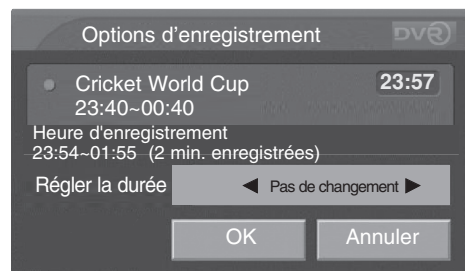 Options d'enregistrement
DVR
Cricket World Cup
23:57
23:40~00:40
Heure d'enregistrement
23:54~01:55 (2 min. enregistrées)
Régler la durée
◀ Pas de changement ▶
OK
Annuler